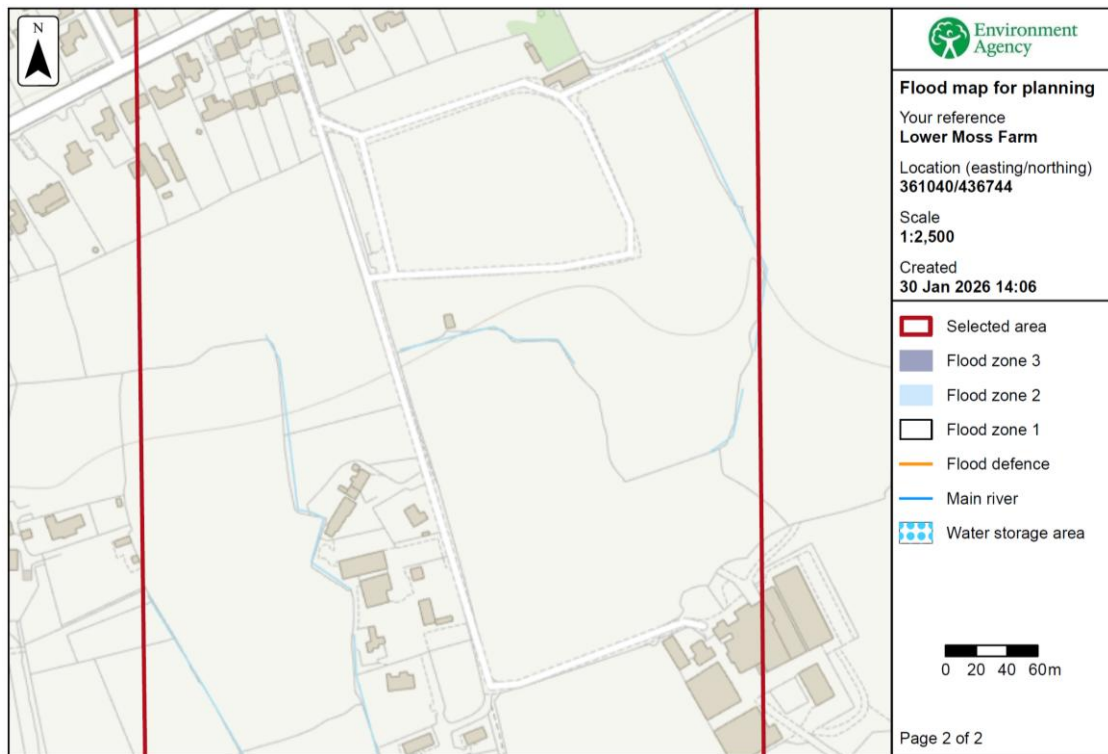 N
Environment
Agency
Flood map for planning
Your reference
Lower Moss Farm
Location (easting/northing)
361040/436744
Scale
1:2,500
Created
30 Jan 2026 14:06
Selected area
Flood zone 3
Flood zone 2
Flood zone 1
Flood defence
Main river
Water storage area
0 20 40 60m
Page 2 of 2